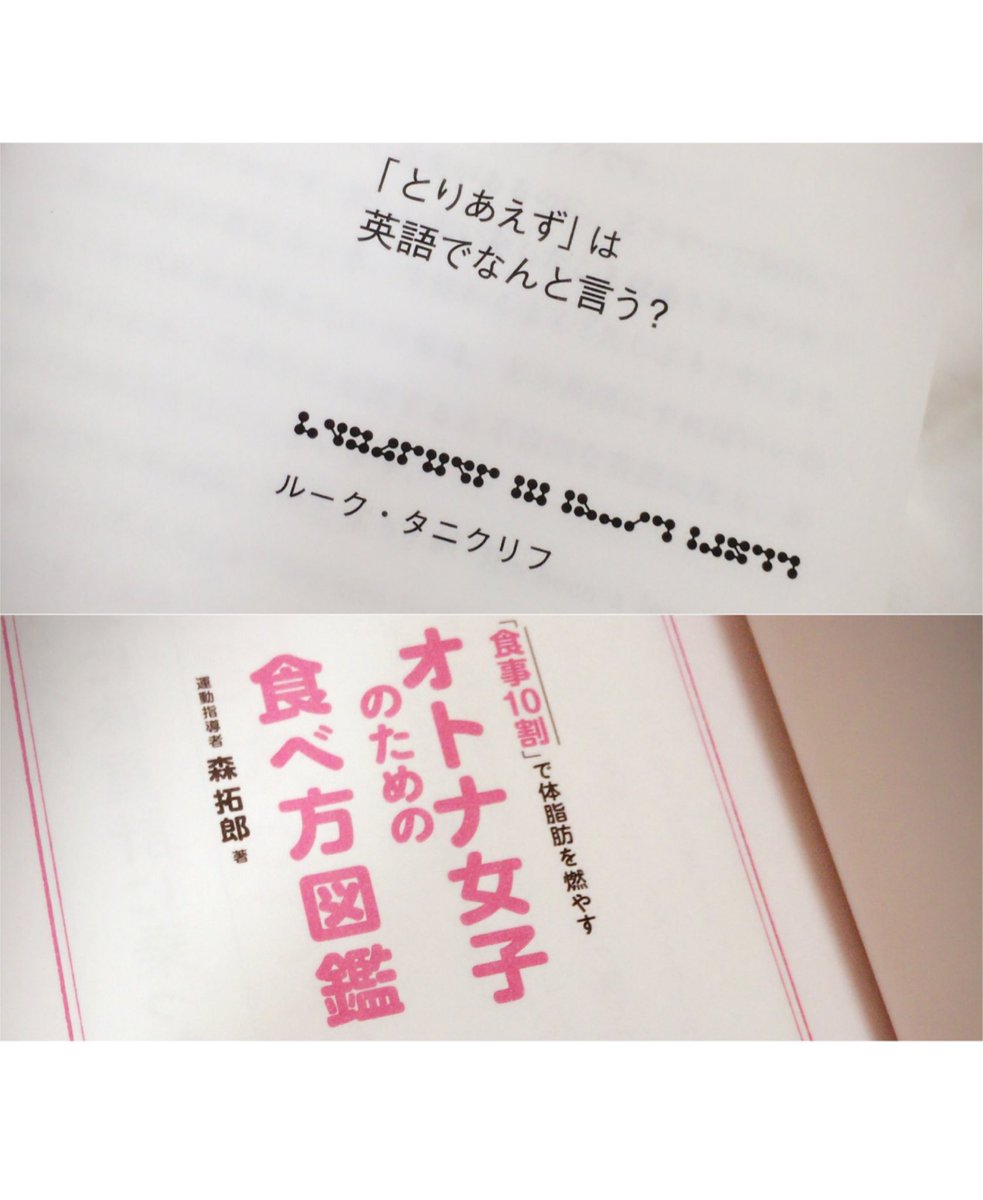 「とりあえず」は
英語でなんと言う?
ルーク・タニクリフ
「食事10割」で体脂肪を燃やす
オトナ女子
のための
食べ方図鑑
運動指導者 森 拓郎 著